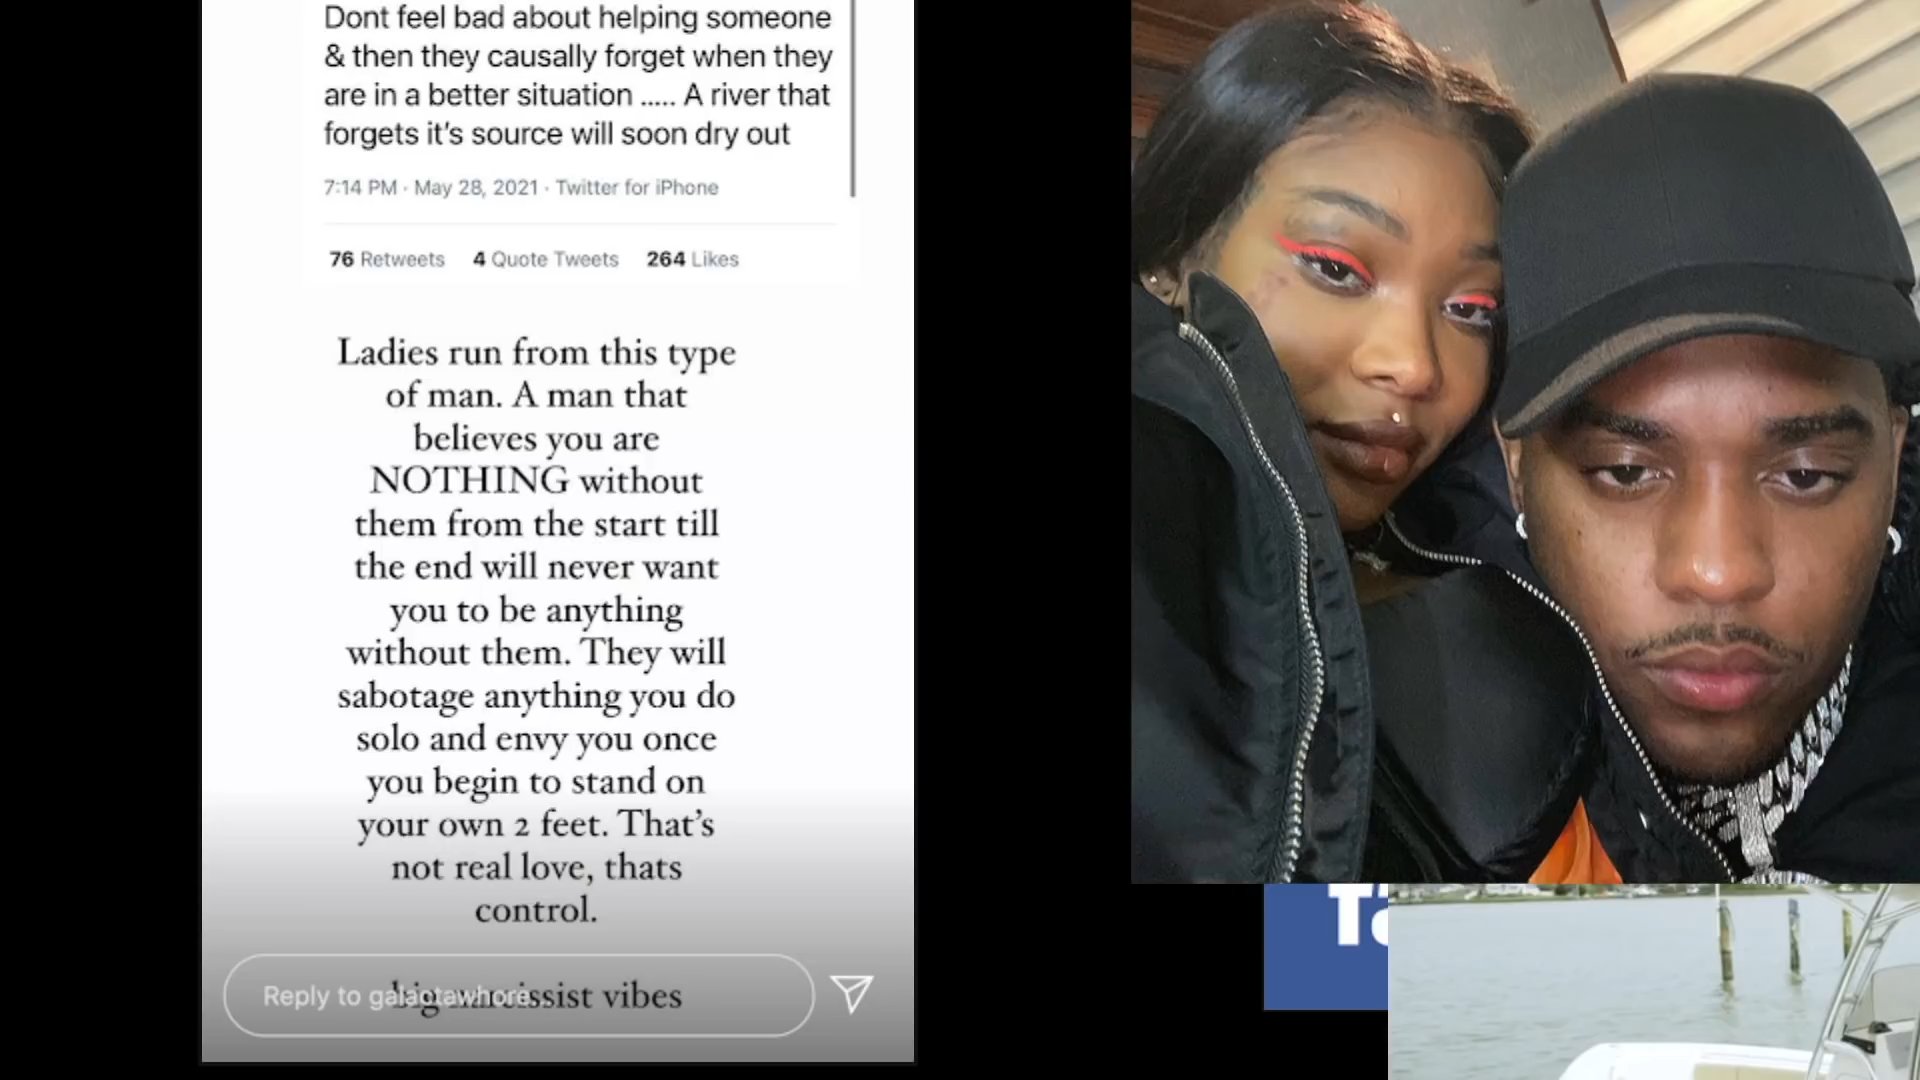 Dont feel bad about helping someone
& then they causally forget when they
are in a better situation ..... A river that
forgets it's source will soon dry out
7:14 PM · May 28, 2021 · Twitter for iPhone
76 Retweets 4 Quote Tweets 264 Likes
Ladies run from this type
of man. A man that
believes you are
NOTHING without
them from the start till
the end will never want
you to be anything
without them. They will
sabotage anything you do
solo and envy you once
you begin to stand on
your own 2 feet. That's
not real love, thats
control.
big narcissist vibes
Reply to galactawhore...